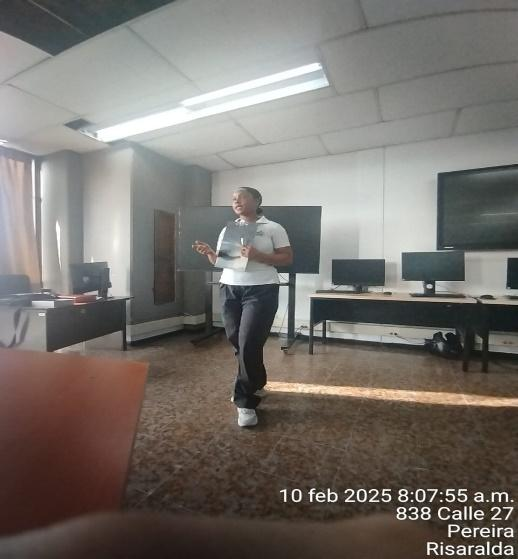 10 feb 2025 8:07:55 a.m.
838 Calle 27
Pereira
Risaralda